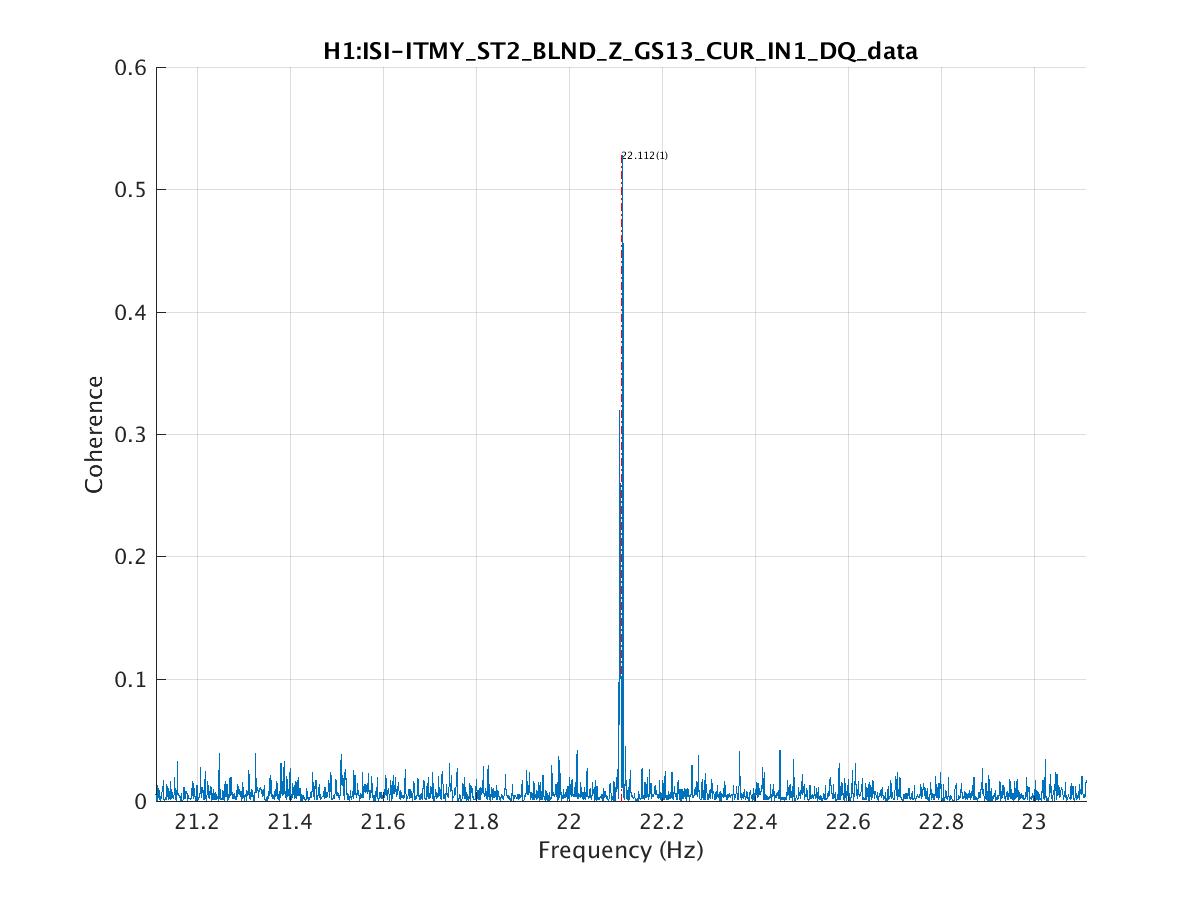 H1:ISI-ITMY_ST2_BLND_Z_GS13_CUR_IN1_DQ_data
0.6
22.112(1)
0.5
0.4
Coherence
0.3
0.2
0.1
0
21.2 21.4 21.6 21.8 22 22.2 22.4 22.6 22.8 23
Frequency (Hz)